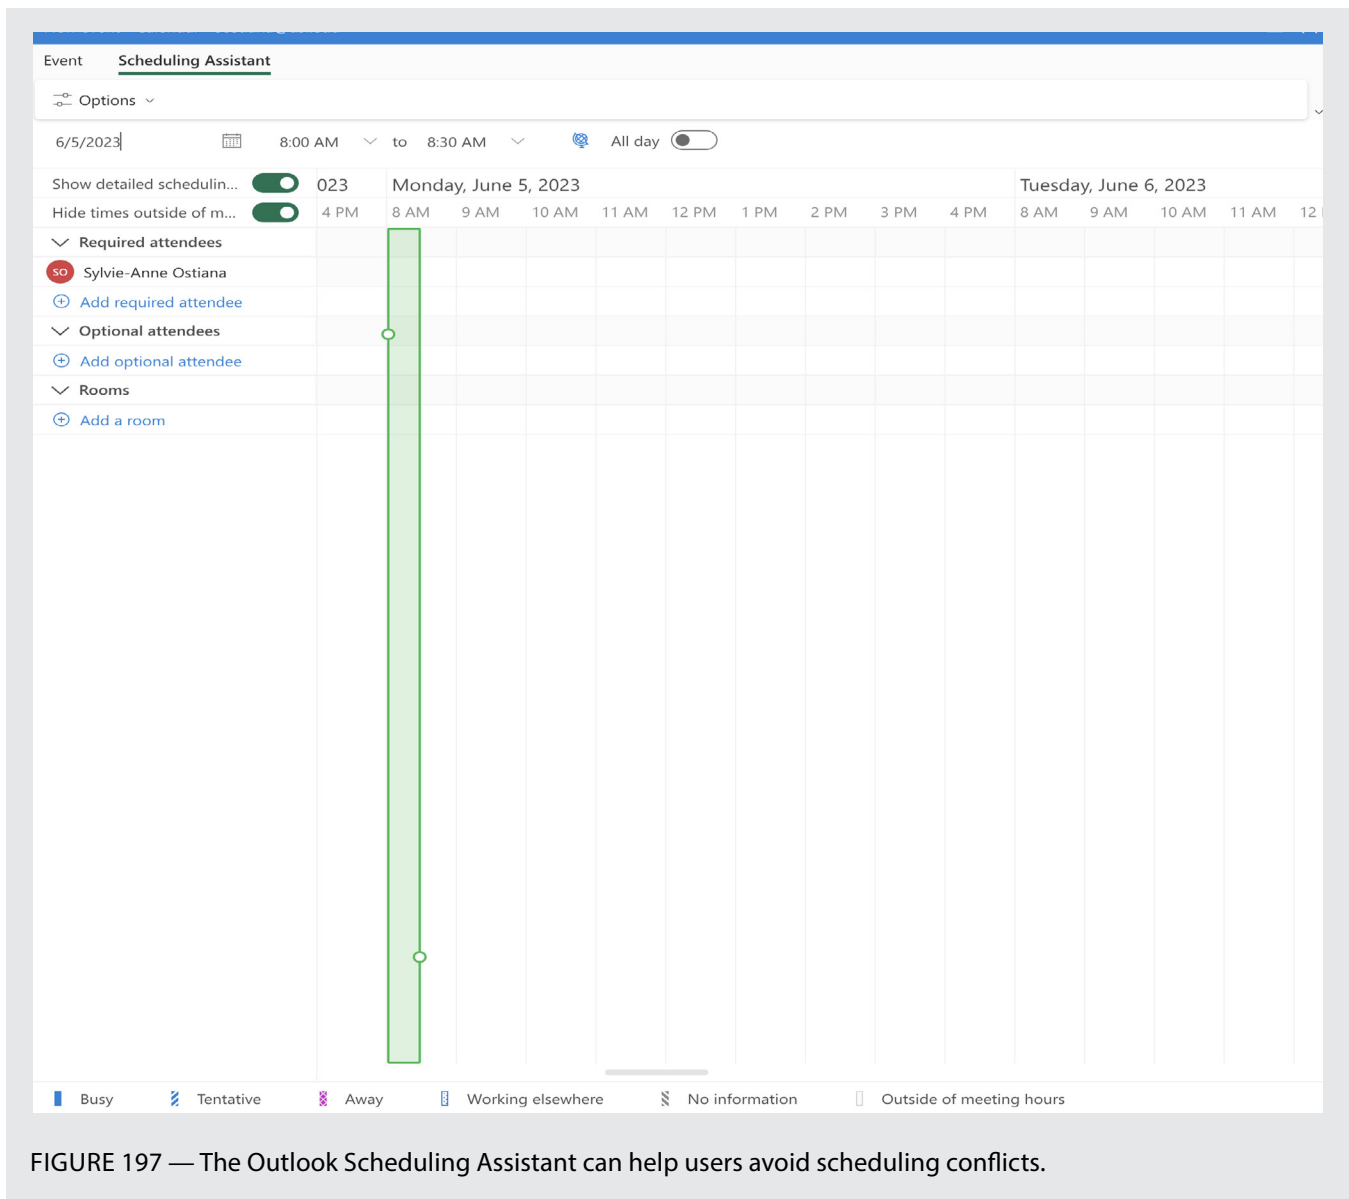 Event Scheduling Assistant
Options
6/5/2023 8:00 AM to 8:30 AM All day
Show detailed schedulin... 023 Monday, June 5, 2023 Tuesday, June 6, 2023
Hide times outside of m... 4 PM 8 AM 9 AM 10 AM 11 AM 12 PM 1 PM 2 PM 3 PM 4 PM 8 AM 9 AM 10 AM 11 AM 12
Required attendees
SO Sylvie-Anne Ostiana
Add required attendee
Optional attendees
Add optional attendee
Rooms
Add a room
Busy Tentative Away Working elsewhere No information Outside of meeting hours
FIGURE 197 — The Outlook Scheduling Assistant can help users avoid scheduling conflicts.